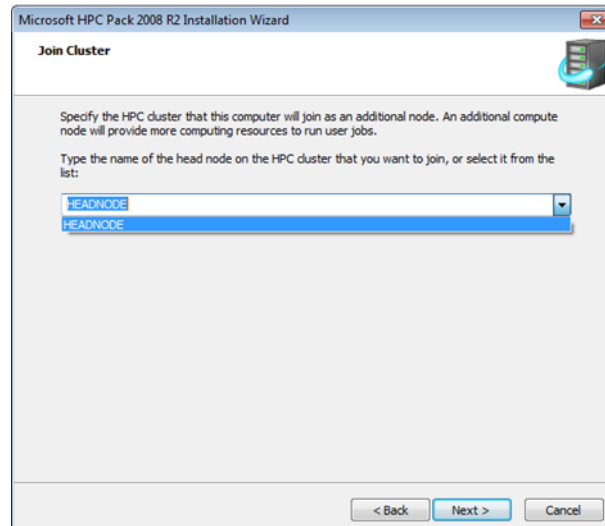 Microsoft HPC Pack 2008 R2 Installation Wizard
Join Cluster
Specify the HPC cluster that this computer will join as an additional node. An additional compute
node will provide more computing resources to run user jobs.
Type the name of the head node on the HPC cluster that you want to join, or select it from the
list:
HEADNODE
HEADNODE
< Back Next > Cancel